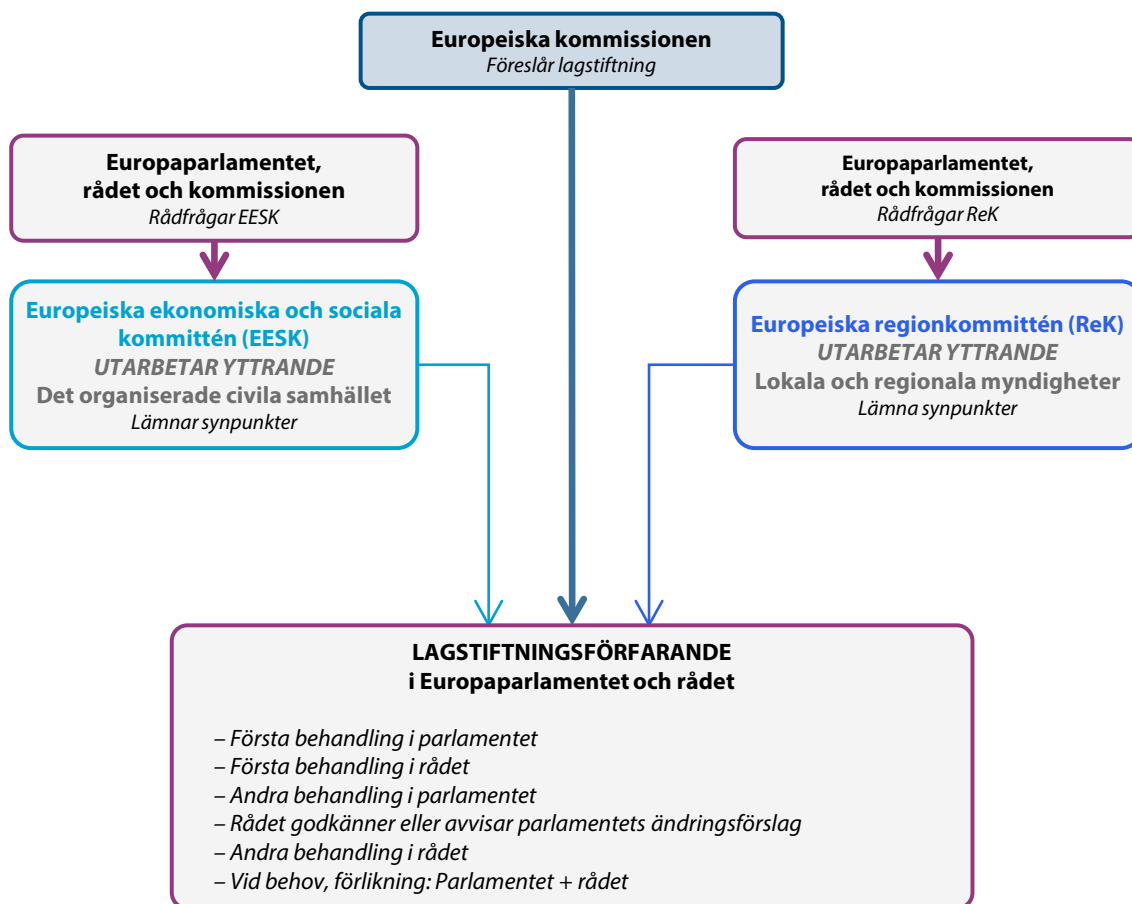 Europeiska kommissionen
Föreslår lagstiftning
Europaparlamentet,
rådet och kommissionen
Rådfrågar EESK
Europaparlamentet,
rådet och kommissionen
Rådfrågar ReK
Europeiska ekonomiska och sociala
kommittén (EESK)
UTARBETAR YTTRANDE
Det organiserade civila samhället
Lämnar synpunkter
Europeiska regionkommittén (ReK)
UTARBETAR YTTRANDE
Lokala och regionala myndigheter
Lämna synpunkter
LAGSTIFTNINGSFÖRFARANDE
i Europaparlamentet och rådet
– Första behandling i parlamentet
– Första behandling i rådet
– Andra behandling i parlamentet
– Rådet godkänner eller avvisar parlamentets ändringsförslag
– Andra behandling i rådet
– Vid behov, förlikning: Parlamentet + rådet